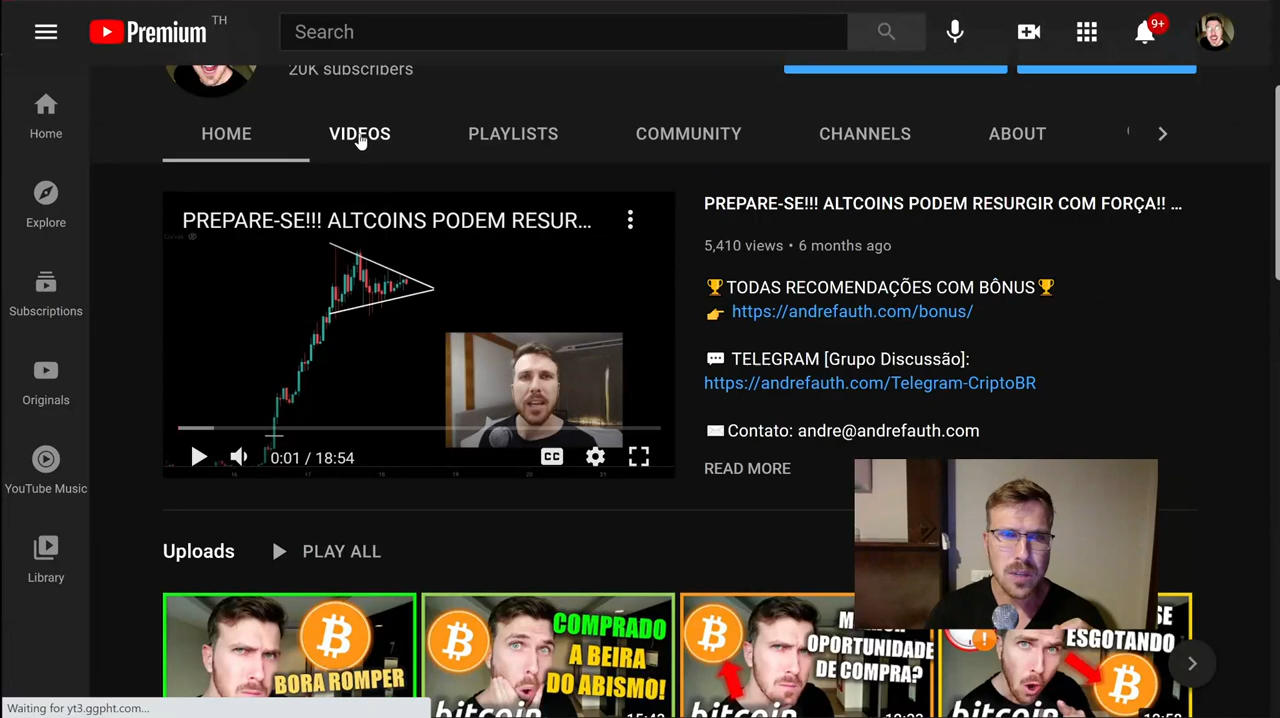 Premium TH
Search
9+
20K subscribers
HOME
VIDEOS
PLAYLISTS
COMMUNITY
CHANNELS
ABOUT
Home
Explore
Subscriptions
Originals
YouTube Music
Library
PREPARE-SE!!! ALTCOINS PODEM RESUR...
0:01 / 18:54
CC
PREPARE-SE!!! ALTCOINS PODEM RESURGIR COM FORÇA!! ...
5,410 views • 6 months ago
🏆TODAS RECOMENDAÇÕES COM BÔNUS🏆
👉 https://andrefauth.com/bonus/
💬 TELEGRAM [Grupo Discussão]:
https://andrefauth.com/Telegram-CriptoBR
✉️Contato: andre@andrefauth.com
READ MORE
Uploads
PLAY ALL
BORA ROMPER
COMPRADO
A BEIRA
DO ABISMO!
bitcoin
OPORTUNIDADE
DE COMPRA?
bitcoin
ESGOTANDO
bitcoin
Waiting for yt3.ggpht.com...